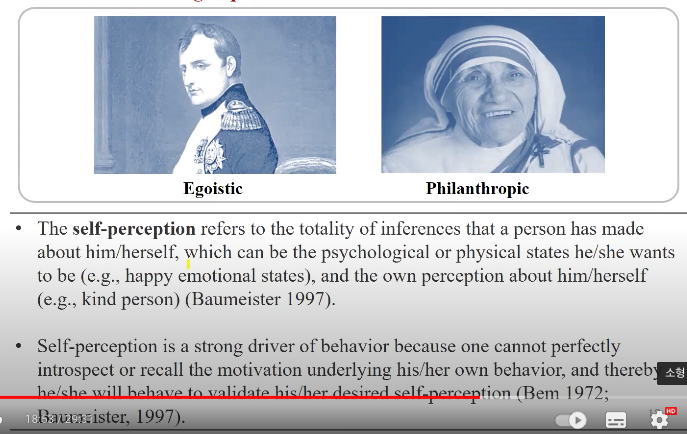 Egoistic
Philanthropic
• The self-perception refers to the totality of inferences that a person has made
about him/herself, which can be the psychological or physical states he/she wants
to be (e.g., happy emotional states), and the own perception about him/herself
(e.g., kind person) (Baumeister 1997).
• Self-perception is a strong driver of behavior because one cannot perfectly
introspect or recall the motivation underlying his/her own behavior, and thereby
소형
he/she will behave to validate his/her desired self-perception (Bem 1972;
Baumeister, 1997).
HD